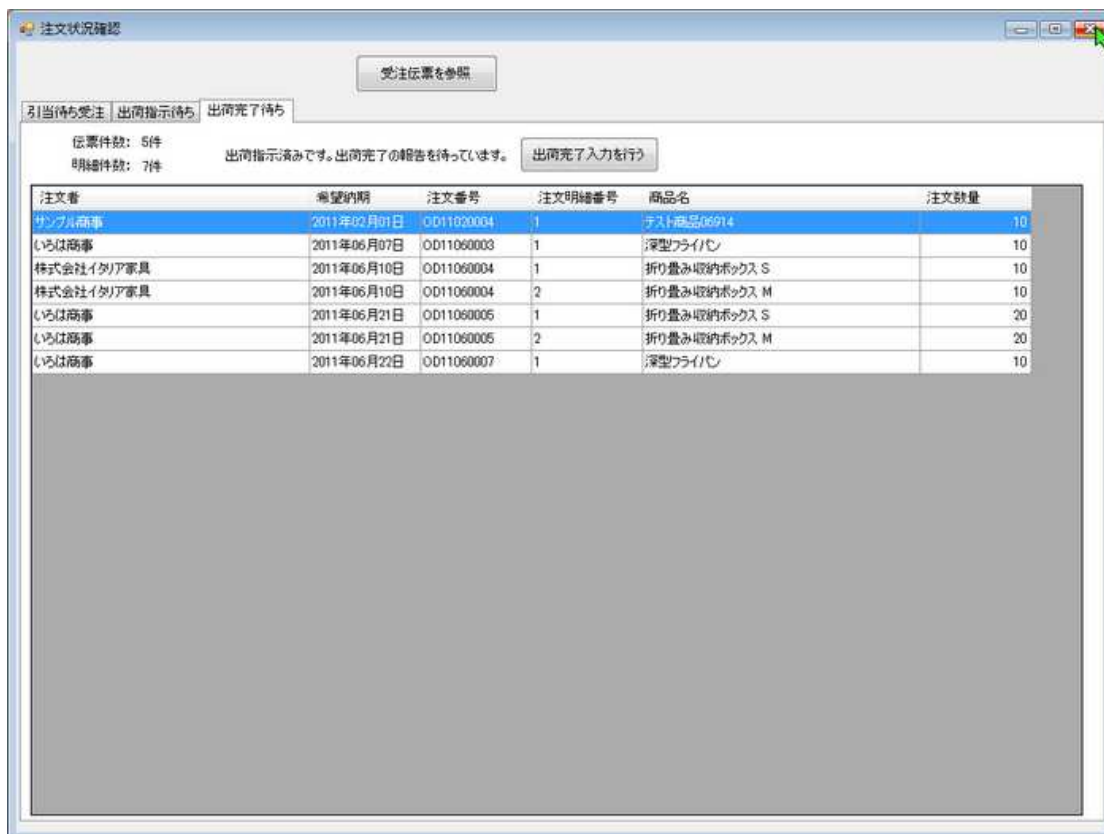 注文状況確認
受注伝票を参照
引当待ち受注 出荷指示待ち 出荷完了待ち
伝票件数: 5件
明細件数: 7件
出荷指示済みです。出荷完了の報告を待っています。 出荷完了入力を行う
注文者 希望納期 注文番号 注文明細番号 商品名 注文数量
サンプル商事 2011年02月01日 OD11020004 1 テスト商品06914 10
いろは商事 2011年06月07日 OD11060003 1 深型フライパン 10
株式会社イタリア家具 2011年06月10日 OD11060004 1 折り畳み収納ボックス S 10
株式会社イタリア家具 2011年06月10日 OD11060004 2 折り畳み収納ボックス M 10
いろは商事 2011年06月21日 OD11060005 1 折り畳み収納ボックス S 20
いろは商事 2011年06月21日 OD11060005 2 折り畳み収納ボックス M 20
いろは商事 2011年06月22日 OD11060007 1 深型フライパン 10